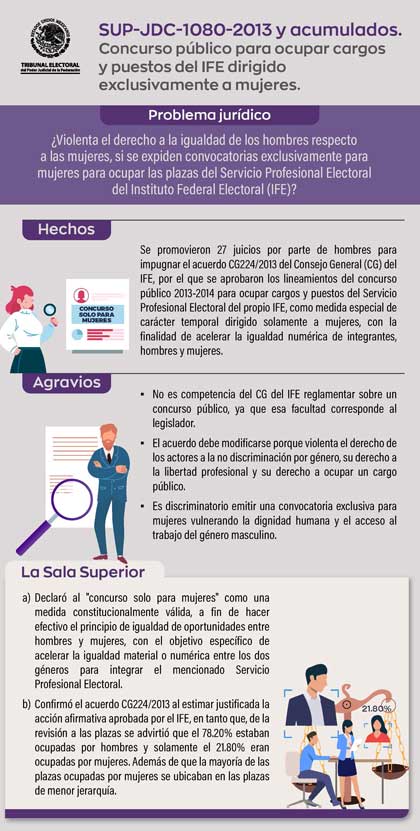 SUP-JDC-1080-2013 y acumulados.
Concurso público para ocupar cargos
y puestos del IFE dirigido
exclusivamente a mujeres.
TRIBUNAL ELECTORAL
del Poder Judicial de la Federación
Problema jurídico
¿Violenta el derecho a la igualdad de los hombres respecto
a las mujeres, si se expiden convocatorias exclusivamente para
mujeres para ocupar las plazas del Servicio Profesional Electoral
del Instituto Federal Electoral (IFE)?
Hechos
Se promovieron 27 juicios por parte de hombres para
impugnar el acuerdo CG224/2013 del Consejo General (CG) del
IFE, por el que se aprobaron los lineamientos del concurso
público 2013-2014 para ocupar cargos y puestos del Servicio
Profesional Electoral del propio IFE, como medida especial de
carácter temporal dirigido solamente a mujeres, con la
finalidad de acelerar la igualdad numérica de integrantes,
hombres y mujeres.
CONCURSO
SOLO PARA
MUJERES
Agravios
▪ No es competencia del CG del IFE reglamentar sobre un
concurso público, ya que esa facultad corresponde al
legislador.
▪ El acuerdo debe modificarse porque violenta el derecho de
los actores a la no discriminación por género, su derecho a
la libertad profesional y su derecho a ocupar un cargo
público.
▪ Es discriminatorio emitir una convocatoria exclusiva para
mujeres vulnerando la dignidad humana y el acceso al
trabajo del género masculino.
La Sala Superior
a) Declaró al "concurso solo para mujeres" como una
medida constitucionalmente válida, a fin de hacer
efectivo el principio de igualdad de oportunidades entre
hombres y mujeres, con el objetivo específico de
acelerar la igualdad material o numérica entre los dos
géneros para integrar el mencionado Servicio
Profesional Electoral.
b) Confirmó el acuerdo CG224/2013 al estimar justificada la
acción afirmativa aprobada por el IFE, en tanto que, de la
revisión a las plazas se advirtió que el 78.20% estaban
ocupadas por hombres y solamente el 21.80% eran
ocupadas por mujeres. Además de que la mayoría de las
plazas ocupadas por mujeres se ubicaban en las plazas
de menor jerarquía.
21.80%